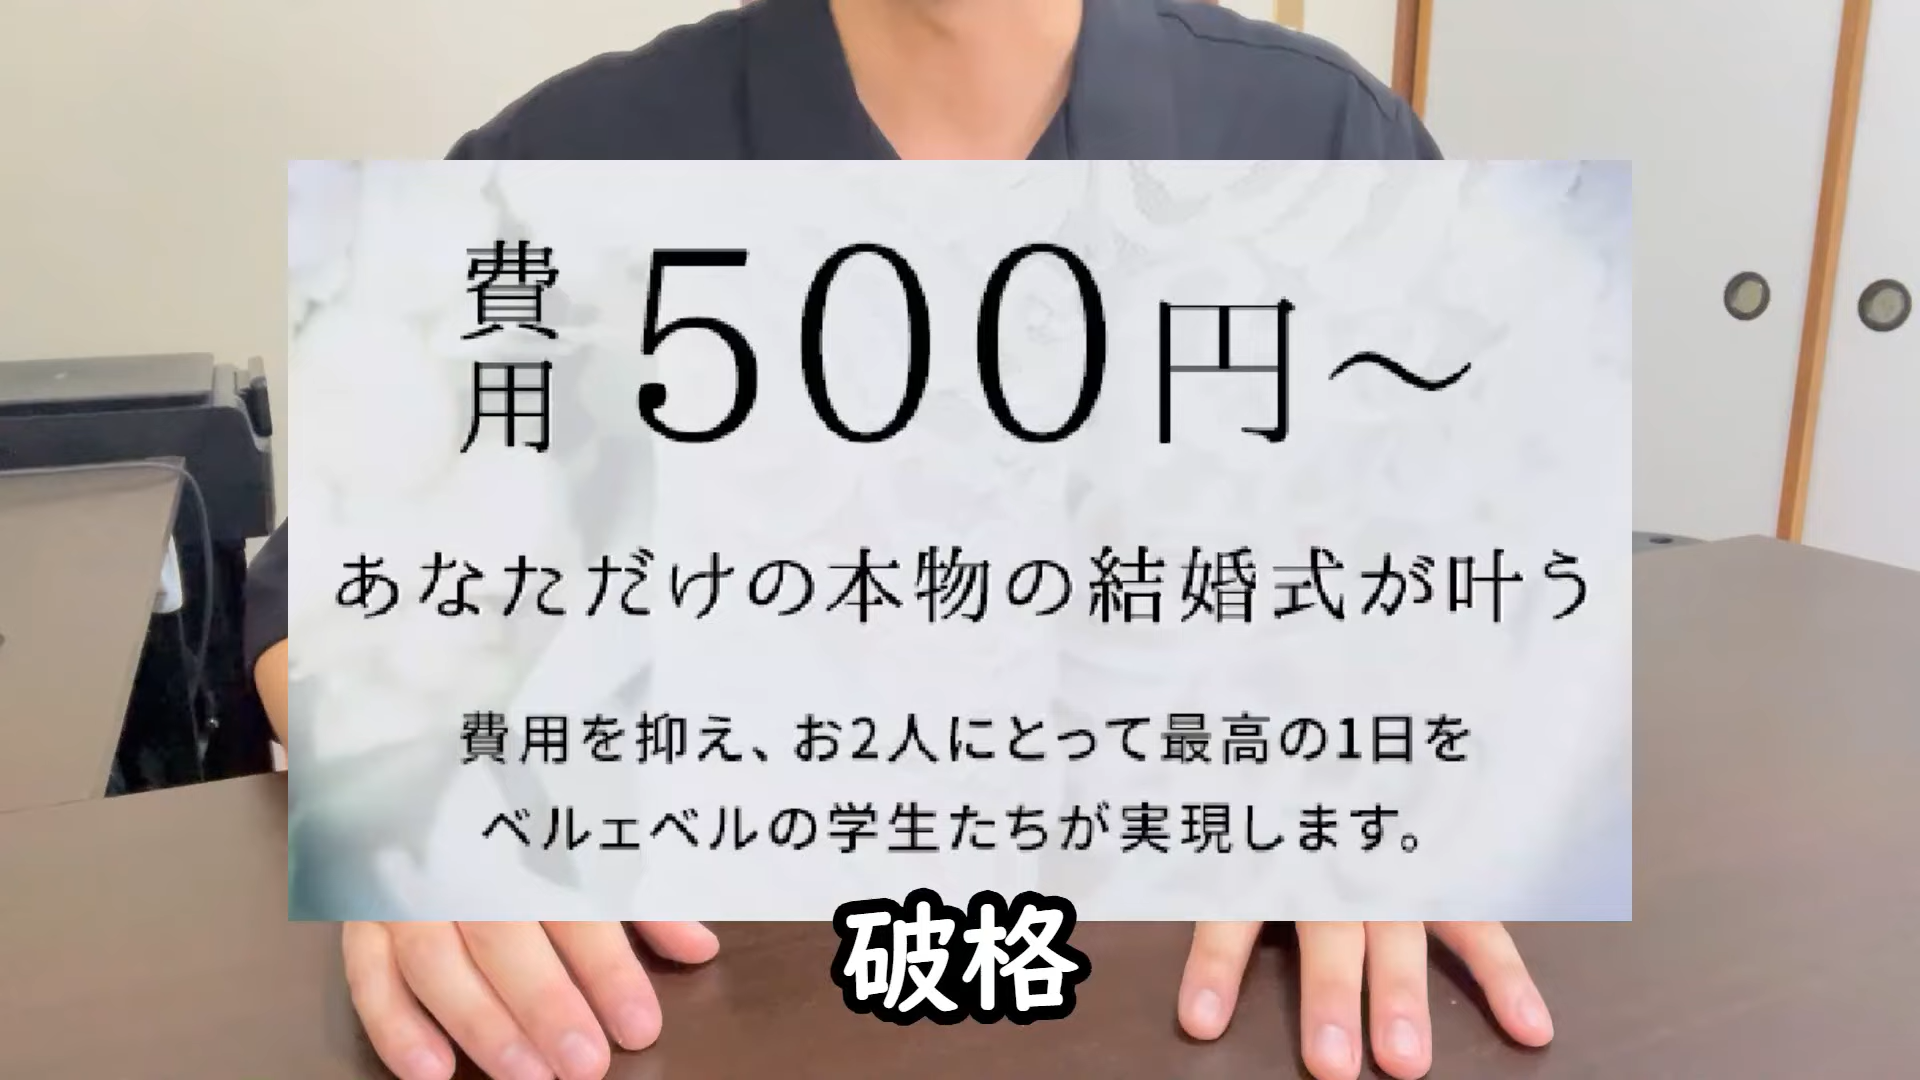 費用 500円～
あなただけの本物の結婚式が叶う
費用を抑え、お2人にとって最高の1日を
ベルェベルの学生たちが実現します。
破格